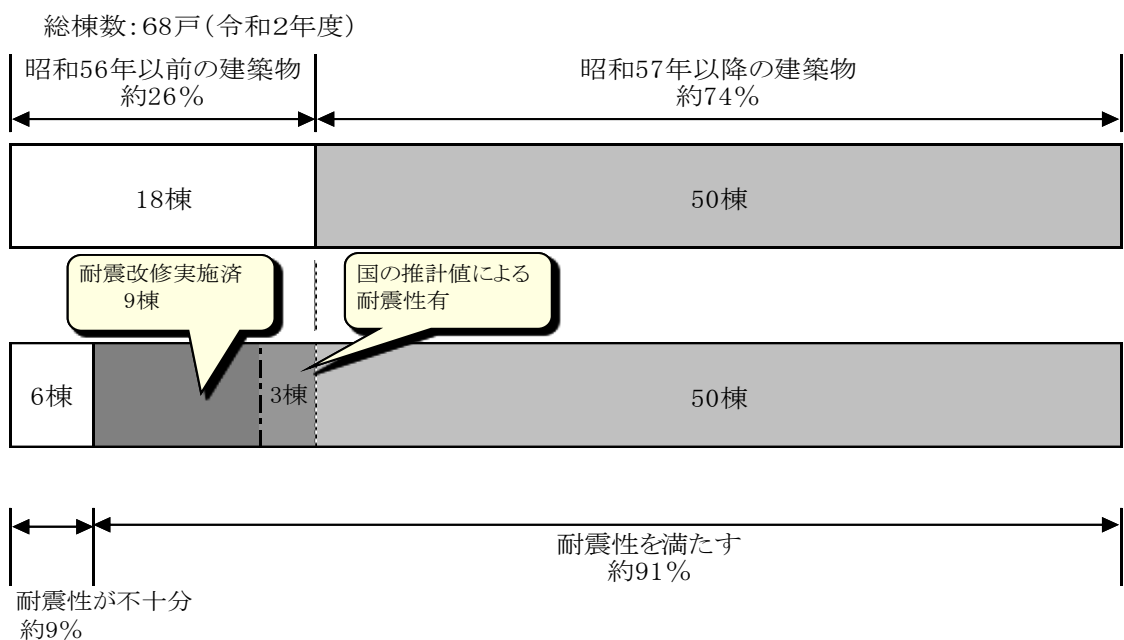 総棟数：68戸（令和２年度）
昭和56年以前の建築物
約26％
昭和57年以降の建築物
約74％
18棟
50棟
耐震改修実施済
9棟
国の推計値による
耐震性有
6棟
3棟
50棟
耐震性を満たす
約91％
耐震性が不十分
約9％